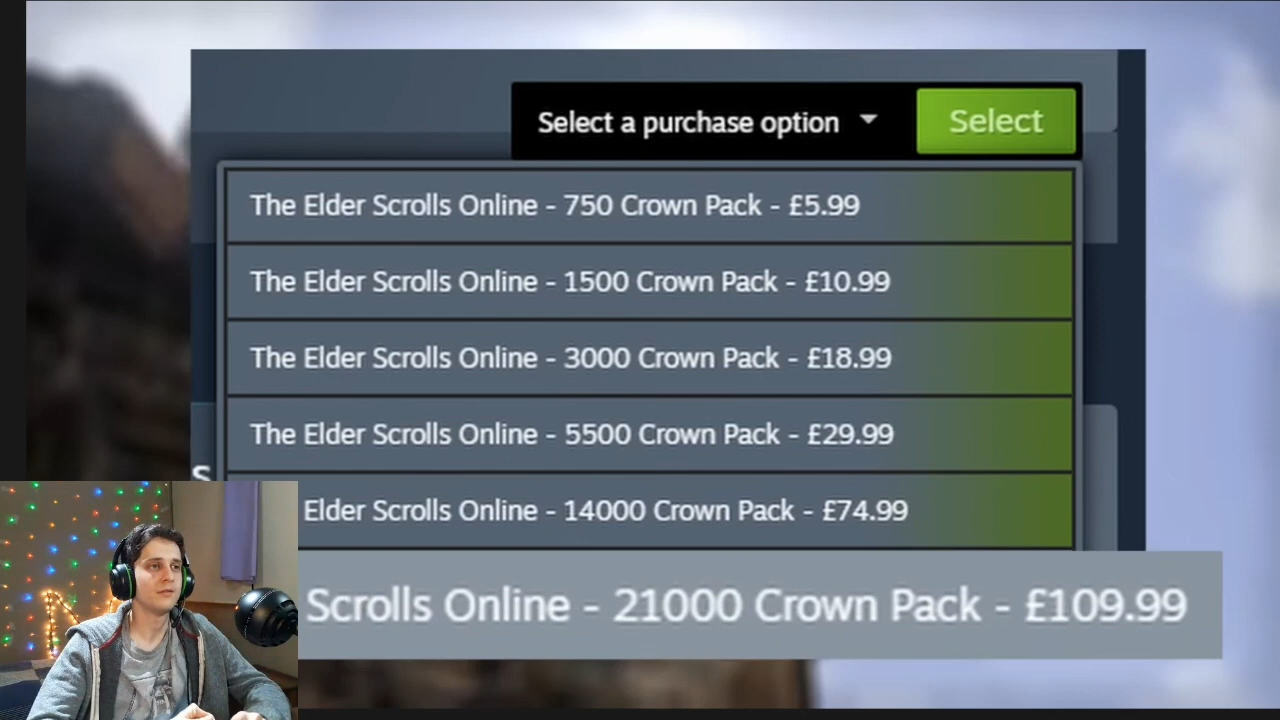 Select a purchase option
Select
The Elder Scrolls Online - 750 Crown Pack - £5.99
The Elder Scrolls Online - 1500 Crown Pack - £10.99
The Elder Scrolls Online - 3000 Crown Pack - £18.99
The Elder Scrolls Online - 5500 Crown Pack - £29.99
S
Elder Scrolls Online - 14000 Crown Pack - £74.99
Scrolls Online - 21000 Crown Pack - £109.99